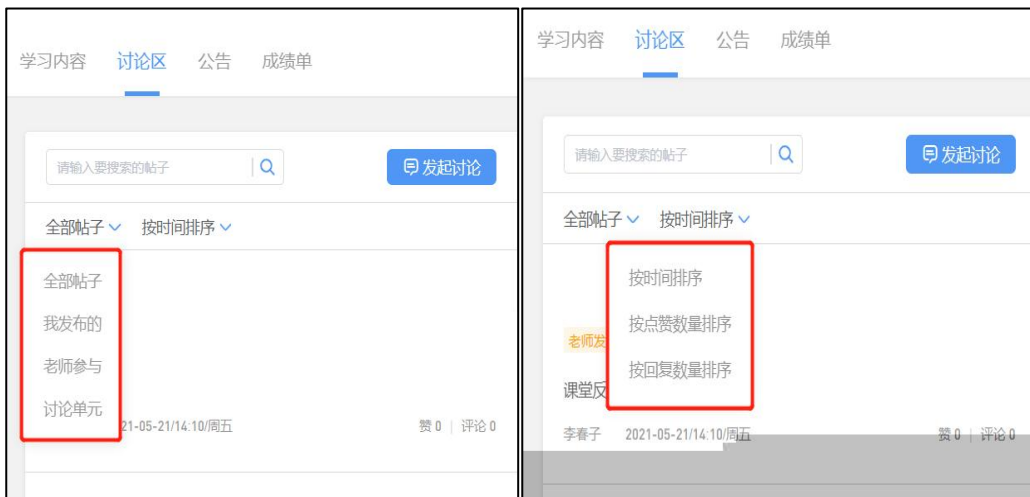 学习内容 讨论区 公告 成绩单
请输入要搜索的帖子
发起讨论
全部帖子 按时间排序
全部帖子
我发布的
老师参与
讨论单元
21-05-21/14:10/周五 赞 0 | 评论 0
学习内容 讨论区 公告 成绩单
请输入要搜索的帖子
发起讨论
全部帖子 按时间排序
按时间排序
按点赞数量排序
老师发
按回复数量排序
课堂反
李春子 2021-05-21/14:10/周五 赞 0 | 评论 0